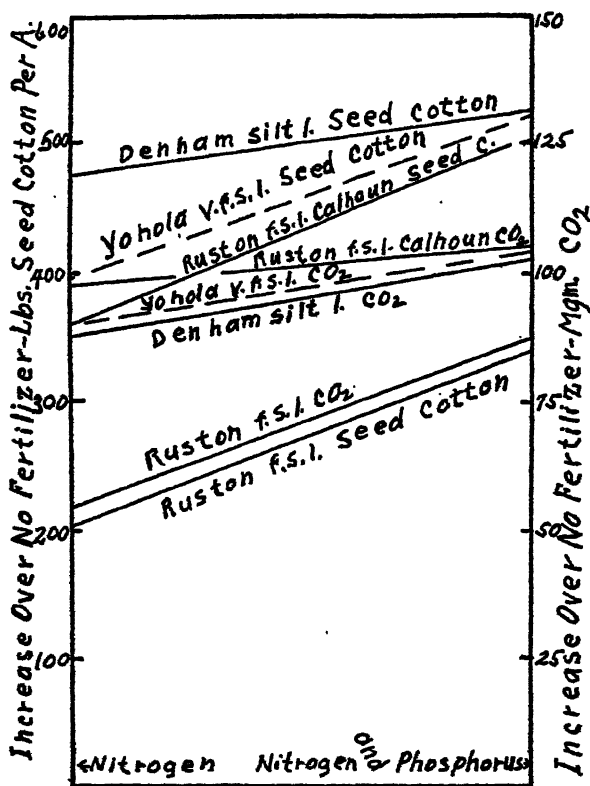 Increase Over No Fertilizer-Lbs. Seed Cotton Per A.
600
500
400
300
200
100
150
125
100
75
50
25
Increase Over No Fertilizer-Mgm. CO2
Denham silt l. Seed Cotton
Yohola v.f.s.l. Seed Cotton
Ruston f.s.l. Calhoun Seed C.
Ruston f.s.l. Calhoun CO2
Yohola v.f.s.l. CO2
Denham silt l. CO2
Ruston f.s.l. CO2
Ruston f.s.l. Seed Cotton
←Nitrogen Nitrogen and Phosphorus→